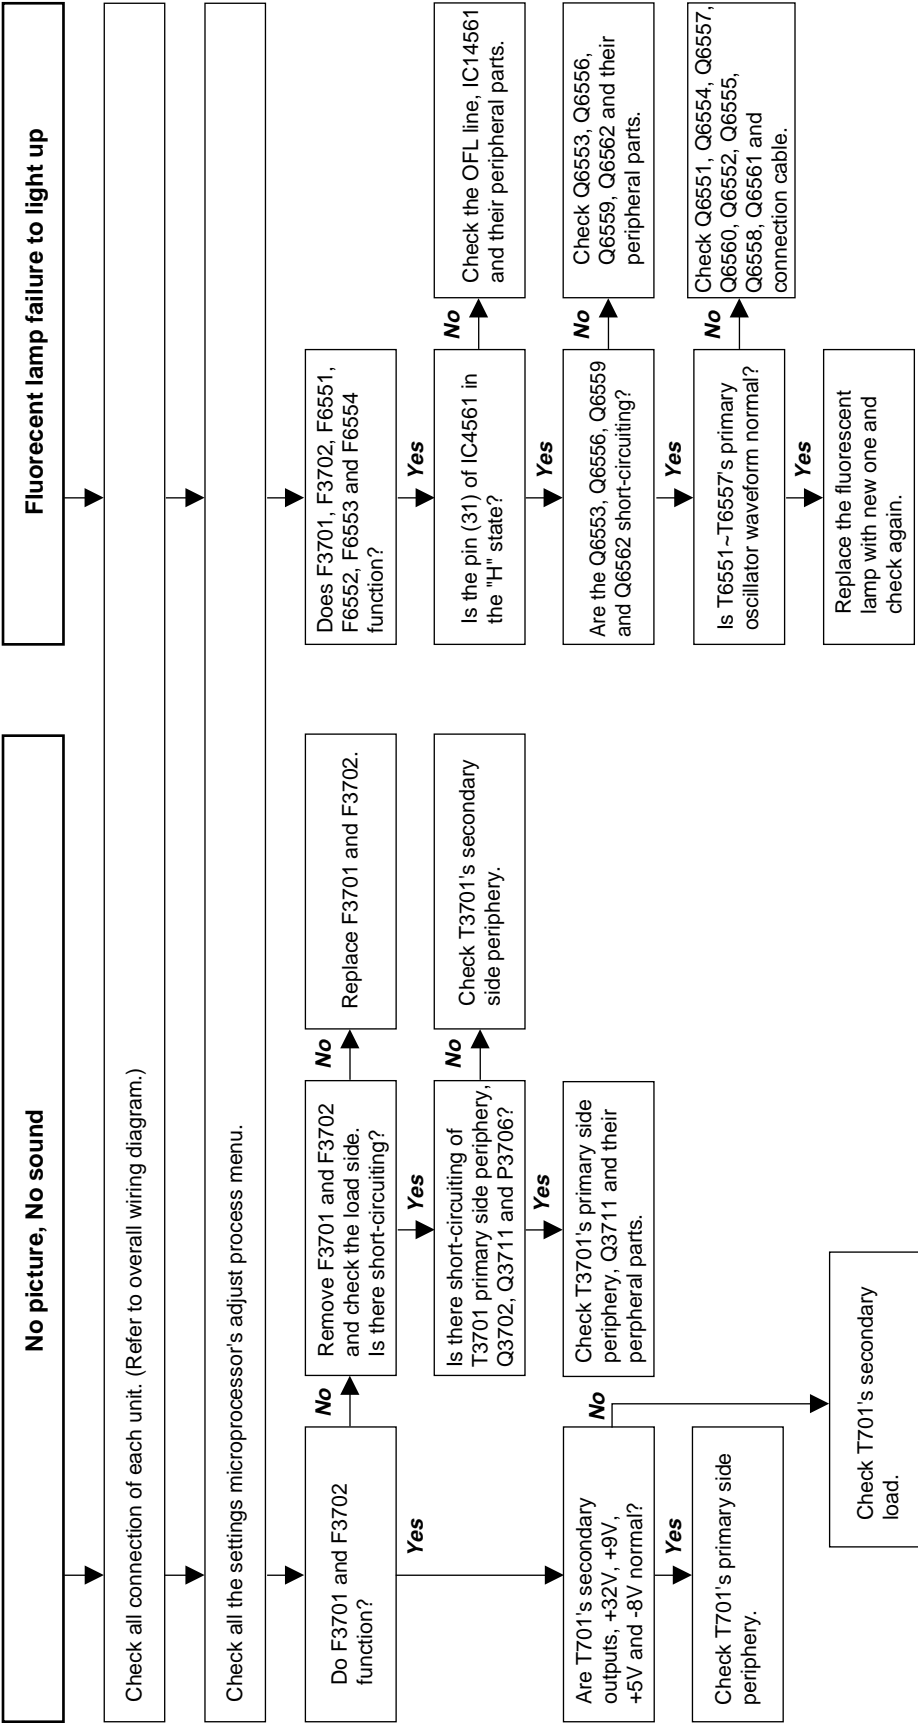 No picture, No sound
Check all connection of each unit. (Refer to overall wiring diagram.)
Check all the settings microprocessor's adjust process menu.
Do F3701 and F3702
function?
No
Remove F3701 and F3702
and check the load side.
Is there short-circuiting?
No
Replace F3701 and F3702.
Yes
Yes
Is there short-circuiting of
T3701 primary side periphery,
Q3702, Q3711 and P3706?
No
Check T3701's secondary
side periphery.
Yes
Check T3701's primary side
periphery, Q3711 and their
perpheral parts.
Are T701's secondary
outputs, +32V, +9V,
+5V and -8V normal?
No
Yes
Check T701's primary side
periphery.
Check T701's secondary
load.
Fluorecent lamp failure to light up
Does F3701, F3702, F6551,
F6552, F6553 and F6554
function?
Yes
Is the pin (31) of IC4561 in
the "H" state?
No
Check the OFL line, IC14561
and their peripheral parts.
Yes
Are the Q6553, Q6556, Q6559
and Q6562 short-circuiting?
No
Check Q6553, Q6556,
Q6559, Q6562 and their
peripheral parts.
Yes
Is T6551~T6557's primary
oscillator waveform normal?
No
Check Q6551, Q6554, Q6557,
Q6560, Q6552, Q6555,
Q6558, Q6561 and
connection cable.
Yes
Replace the fluorescent
lamp with new one and
check again.